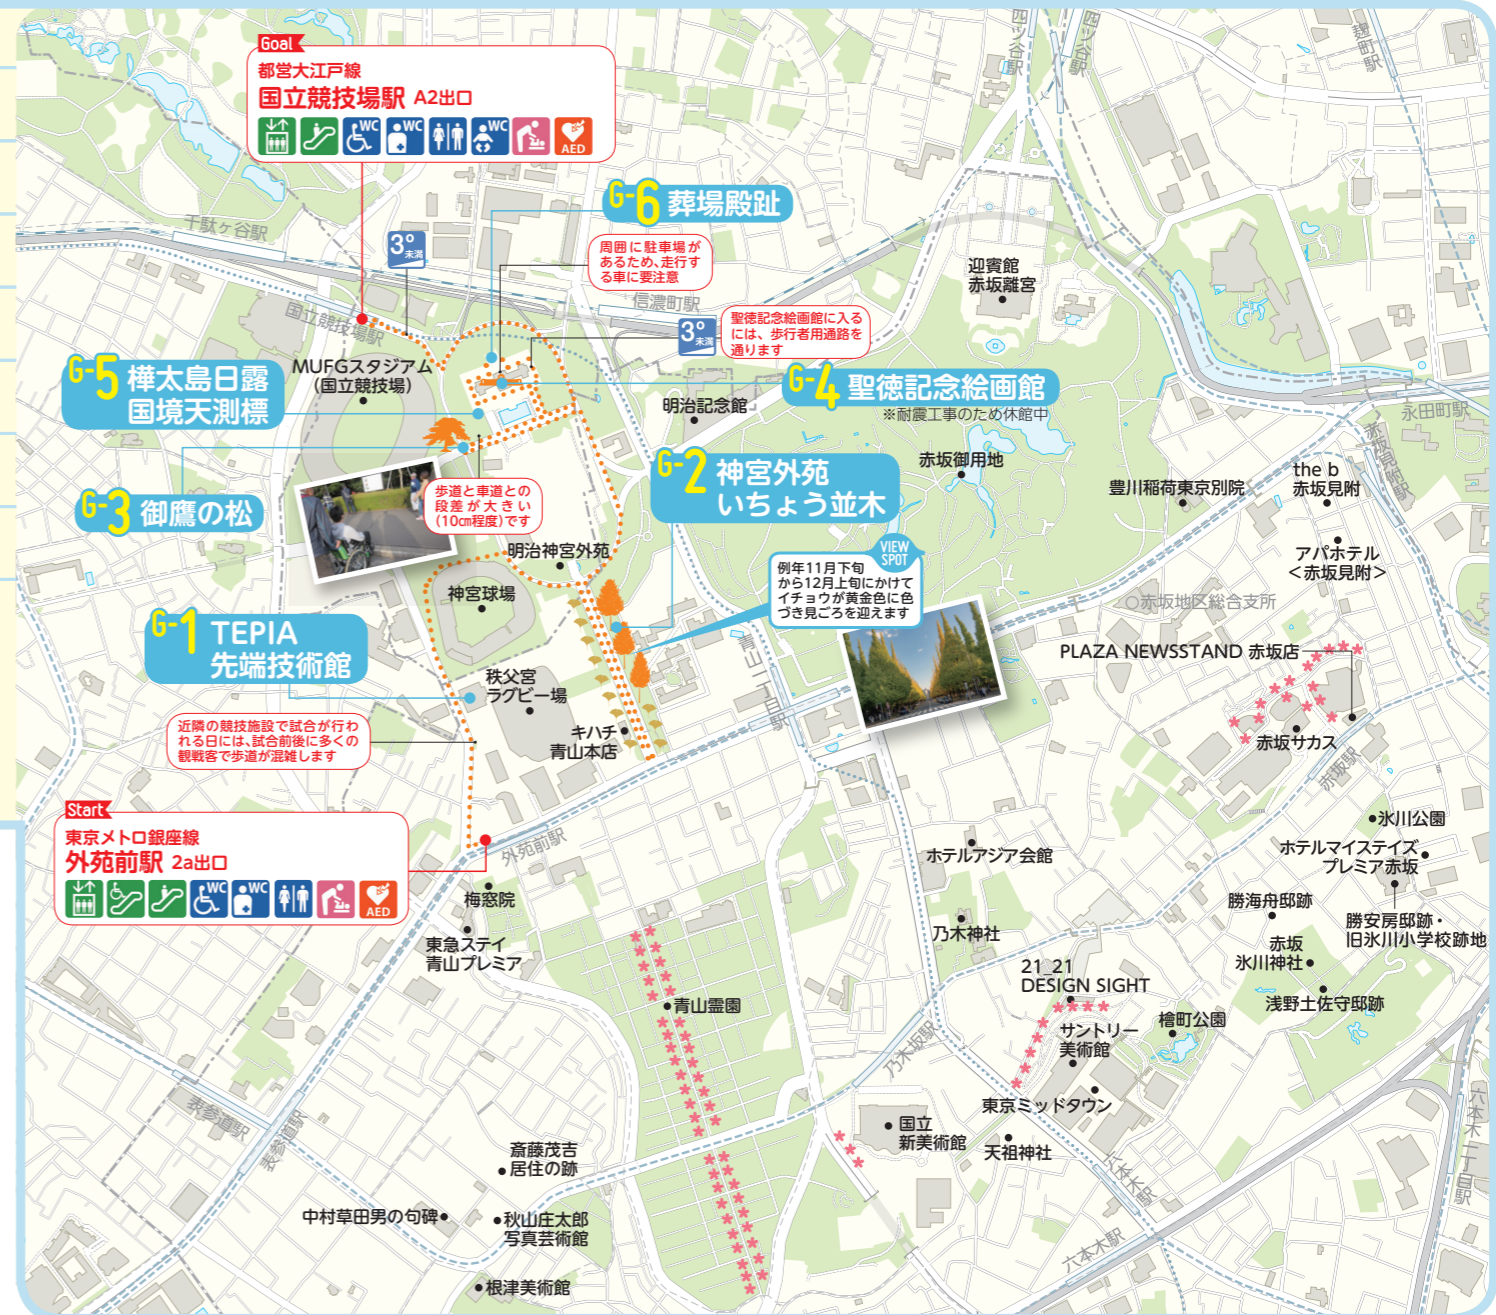 Goal
都営大江戸線
国立競技場駅 A2出口
WC
WC
WC
AED
四ツ谷駅
四ツ谷駅
麹町駅
千駄ケ谷駅
3°
未満
G-6 葬場殿趾
周囲に駐車場が
あるため、走行す
る車に要注意
迎賓館
赤坂離宮
信濃町駅
国立競技場駅
3°
未満
聖徳記念絵画館に入る
には、歩行者用通路を
通ります
MUFGスタジアム
(国立競技場)
G-5 樺太島日露
国境天測標
明治記念館
G-4 聖徳記念絵画館
※耐震工事のため休館中
永田町駅
赤坂見附駅
赤坂御用地
豊川稲荷東京別院
the b
赤坂見附
G-2 神宮外苑
いちょう並木
G-3 御鷹の松
歩道と車道との
段差が大きい
(10㎝程度)です
明治神宮外苑
VIEW
SPOT
例年11月下旬
から12月上旬にかけて
イチョウが黄金色に色
づき見ごろを迎えます
アパホテル
<赤坂見附>
神宮球場
赤坂地区総合支所
G-1 TEPIA
先端技術館
青山一丁目駅
PLAZA NEWSSTAND 赤坂店
秩父宮
ラグビー場
キハチ
青山本店
赤坂サカス
赤坂駅
近隣の競技施設で試合が行わ
れる日には、試合前後に多くの
観戦客で歩道が混雑します
Start
東京メトロ銀座線
外苑前駅 2a出口
WC
WC
AED
外苑前駅
氷川公園
ホテルアジア会館
ホテルマイステイズ
プレミア赤坂
梅窓院
勝海舟邸跡
勝安房邸跡・
旧氷川小学校跡地
東急ステイ
青山プレミア
乃木神社
赤坂
氷川神社
21_21
DESIGN SIGHT
浅野土佐守邸跡
青山霊園
サントリー
美術館
檜町公園
乃木坂駅
東京ミッドタウン
表参道駅
表参道駅
国立
新美術館
天祖神社
六本木一丁目駅
斎藤茂吉
居住の跡
六本木駅
中村草田男の句碑
秋山庄太郎
写真芸術館
六本木駅
根津美術館